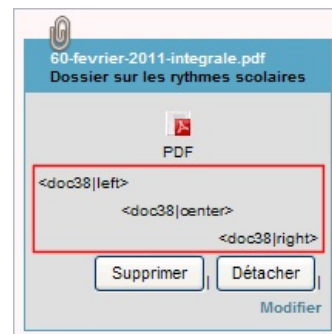 60-fevrier-2011-integrale.pdf
Dossier sur les rythmes scolaires
PDF
<doc38|left>
<doc38|center>
<doc38|right>
Supprimer | Détacher |
Modifier